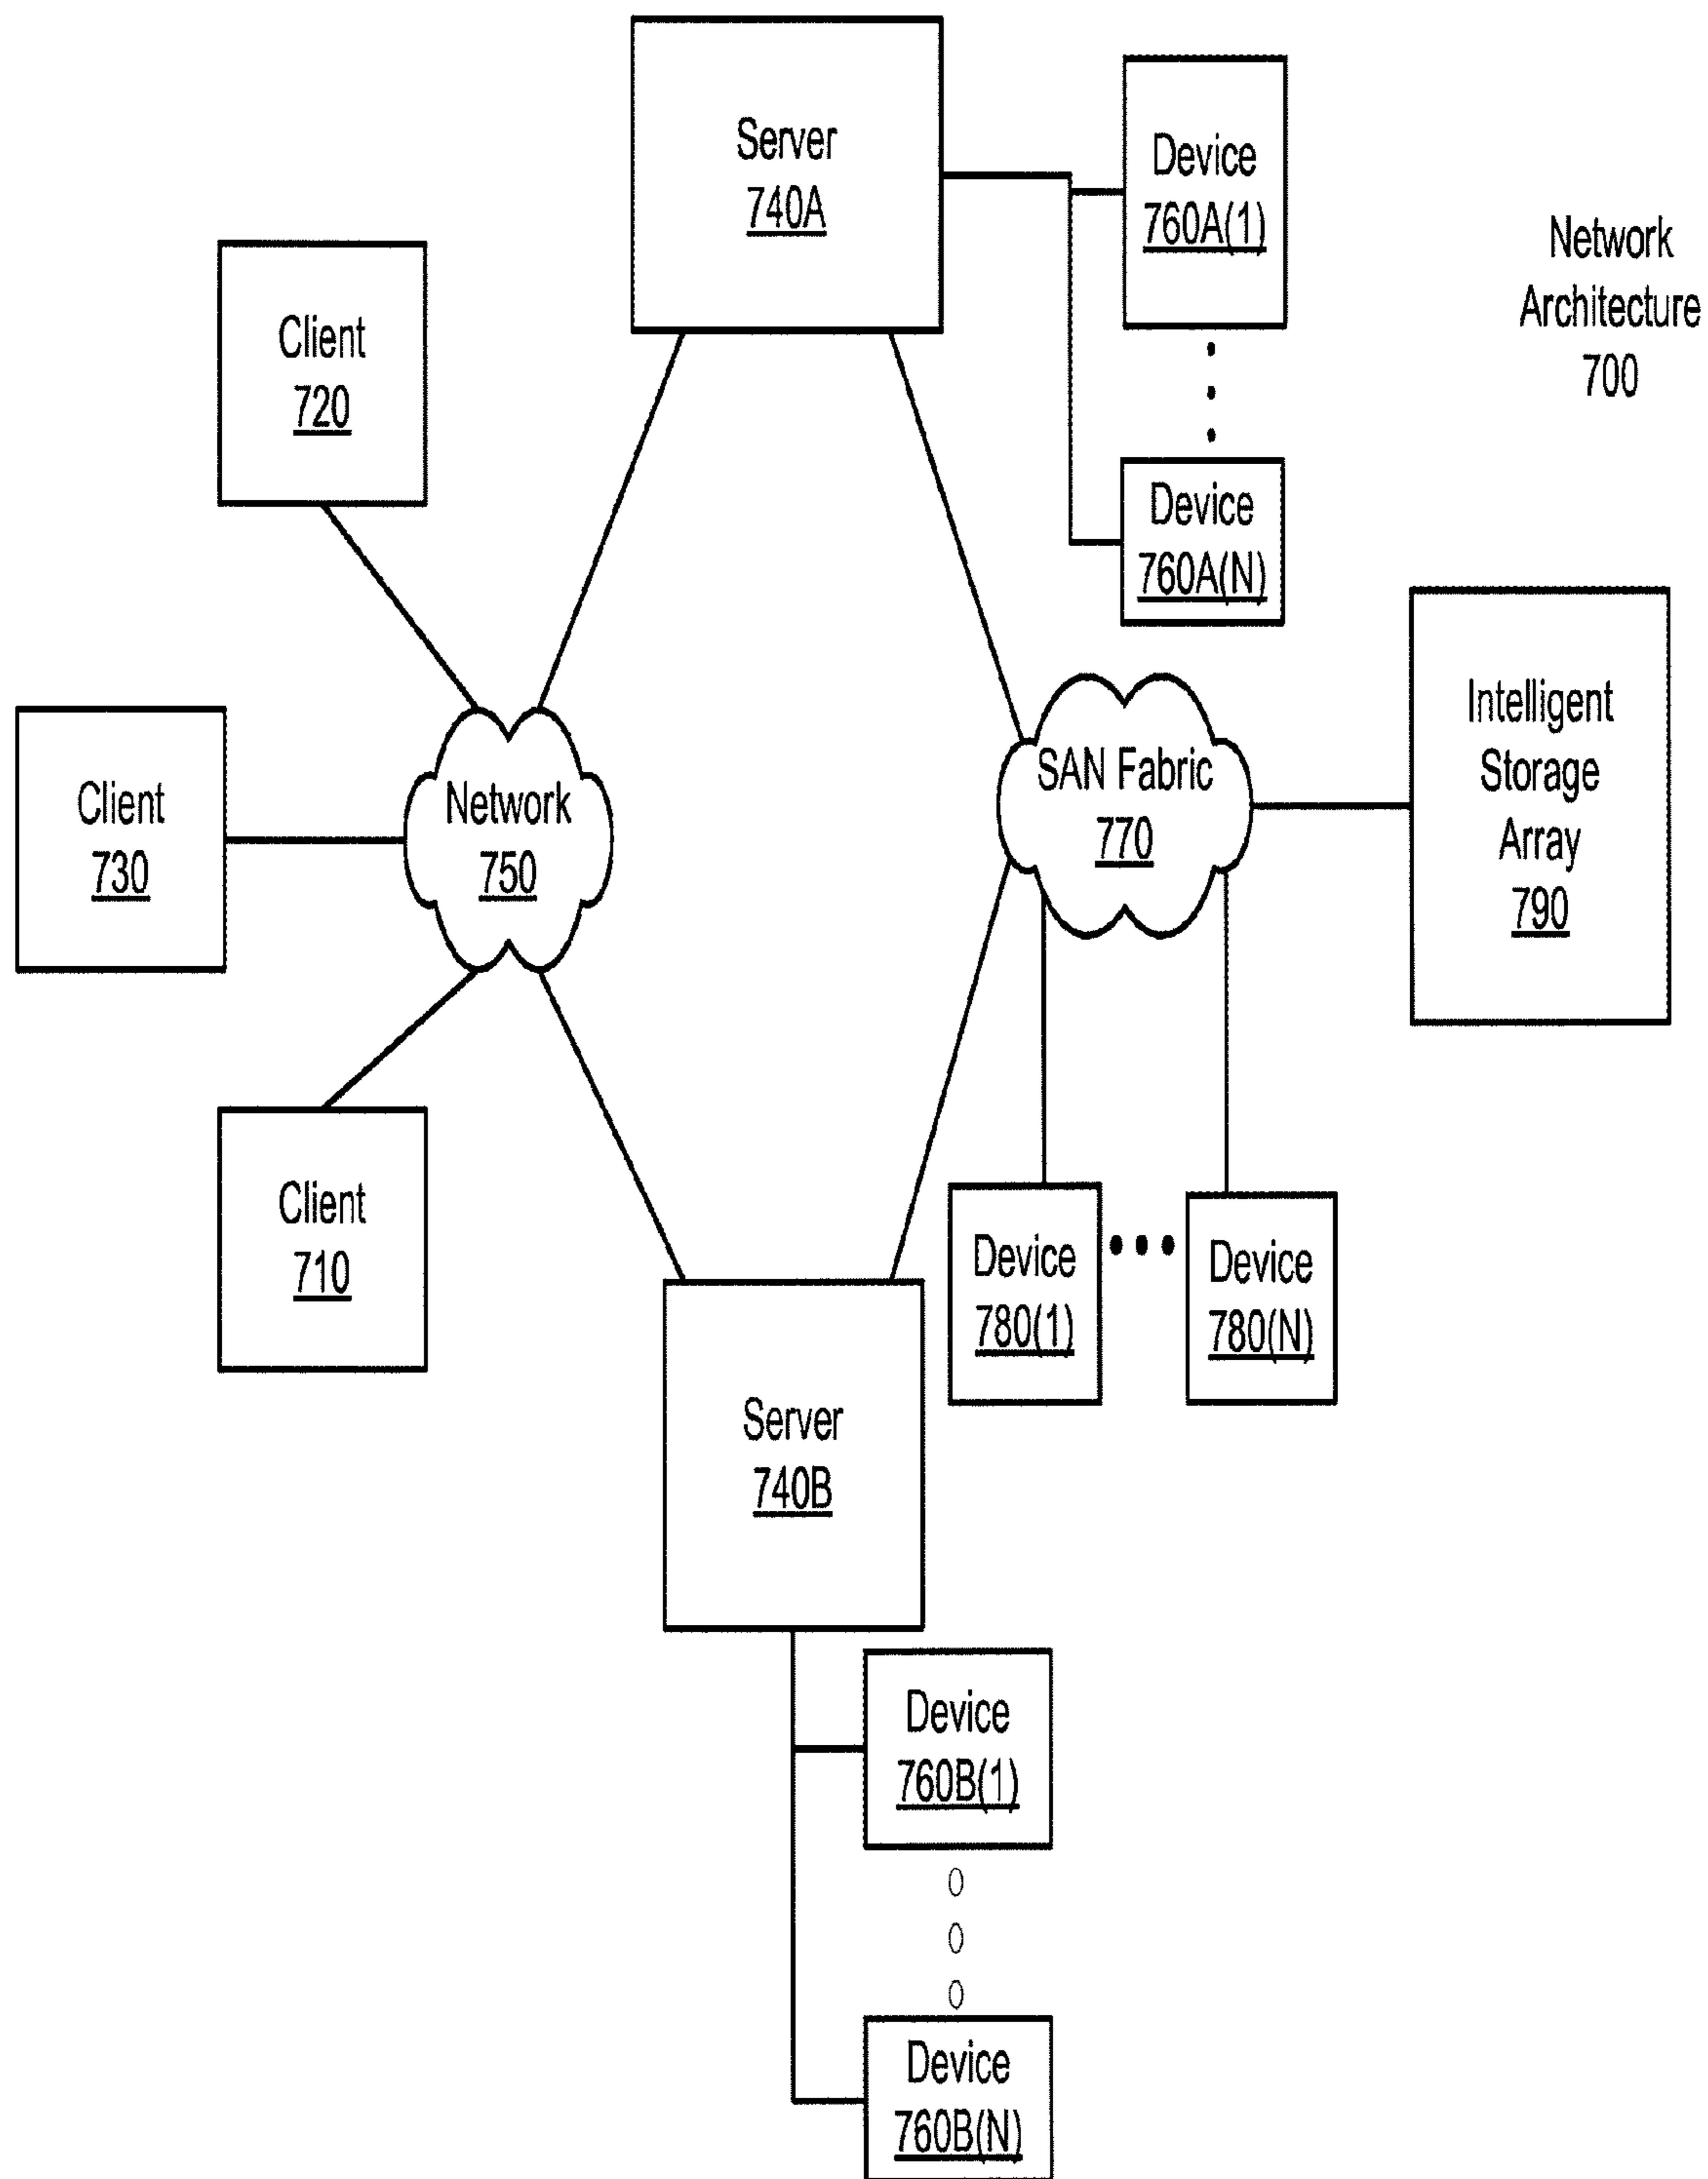 Server
740A
Device
760A(1)
Network
Architecture
700
Client
720
Device
760A(N)
Intelligent
Storage
Array
790
SAN Fabric
770
Network
750
Client
730
Client
710
Device
780(1)
Device
780(N)
Server
740B
Device
760B(1)
Device
760B(N)